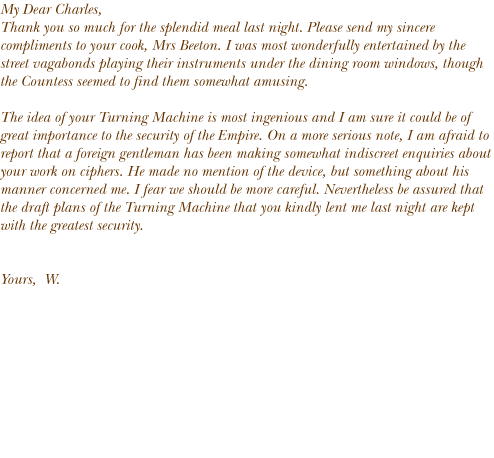 My Dear Charles,
Thank you so much for the splendid meal last night. Please send my sincere
compliments to your cook, Mrs Beeton. I was most wonderfully entertained by the
street vagabonds playing their instruments under the dining room windows, though
the Countess seemed to find them somewhat amusing.
The idea of your Turning Machine is most ingenious and I am sure it could be of
great importance to the security of the Empire. On a more serious note, I am afraid to
report that a foreign gentleman has been making somewhat indiscreet enquiries about
your work on ciphers. He made no mention of the device, but something about his
manner concerned me. I fear we should be more careful. Nevertheless be assured that
the draft plans of the Turning Machine that you kindly lent me last night are kept
with the greatest security.
Yours, W.